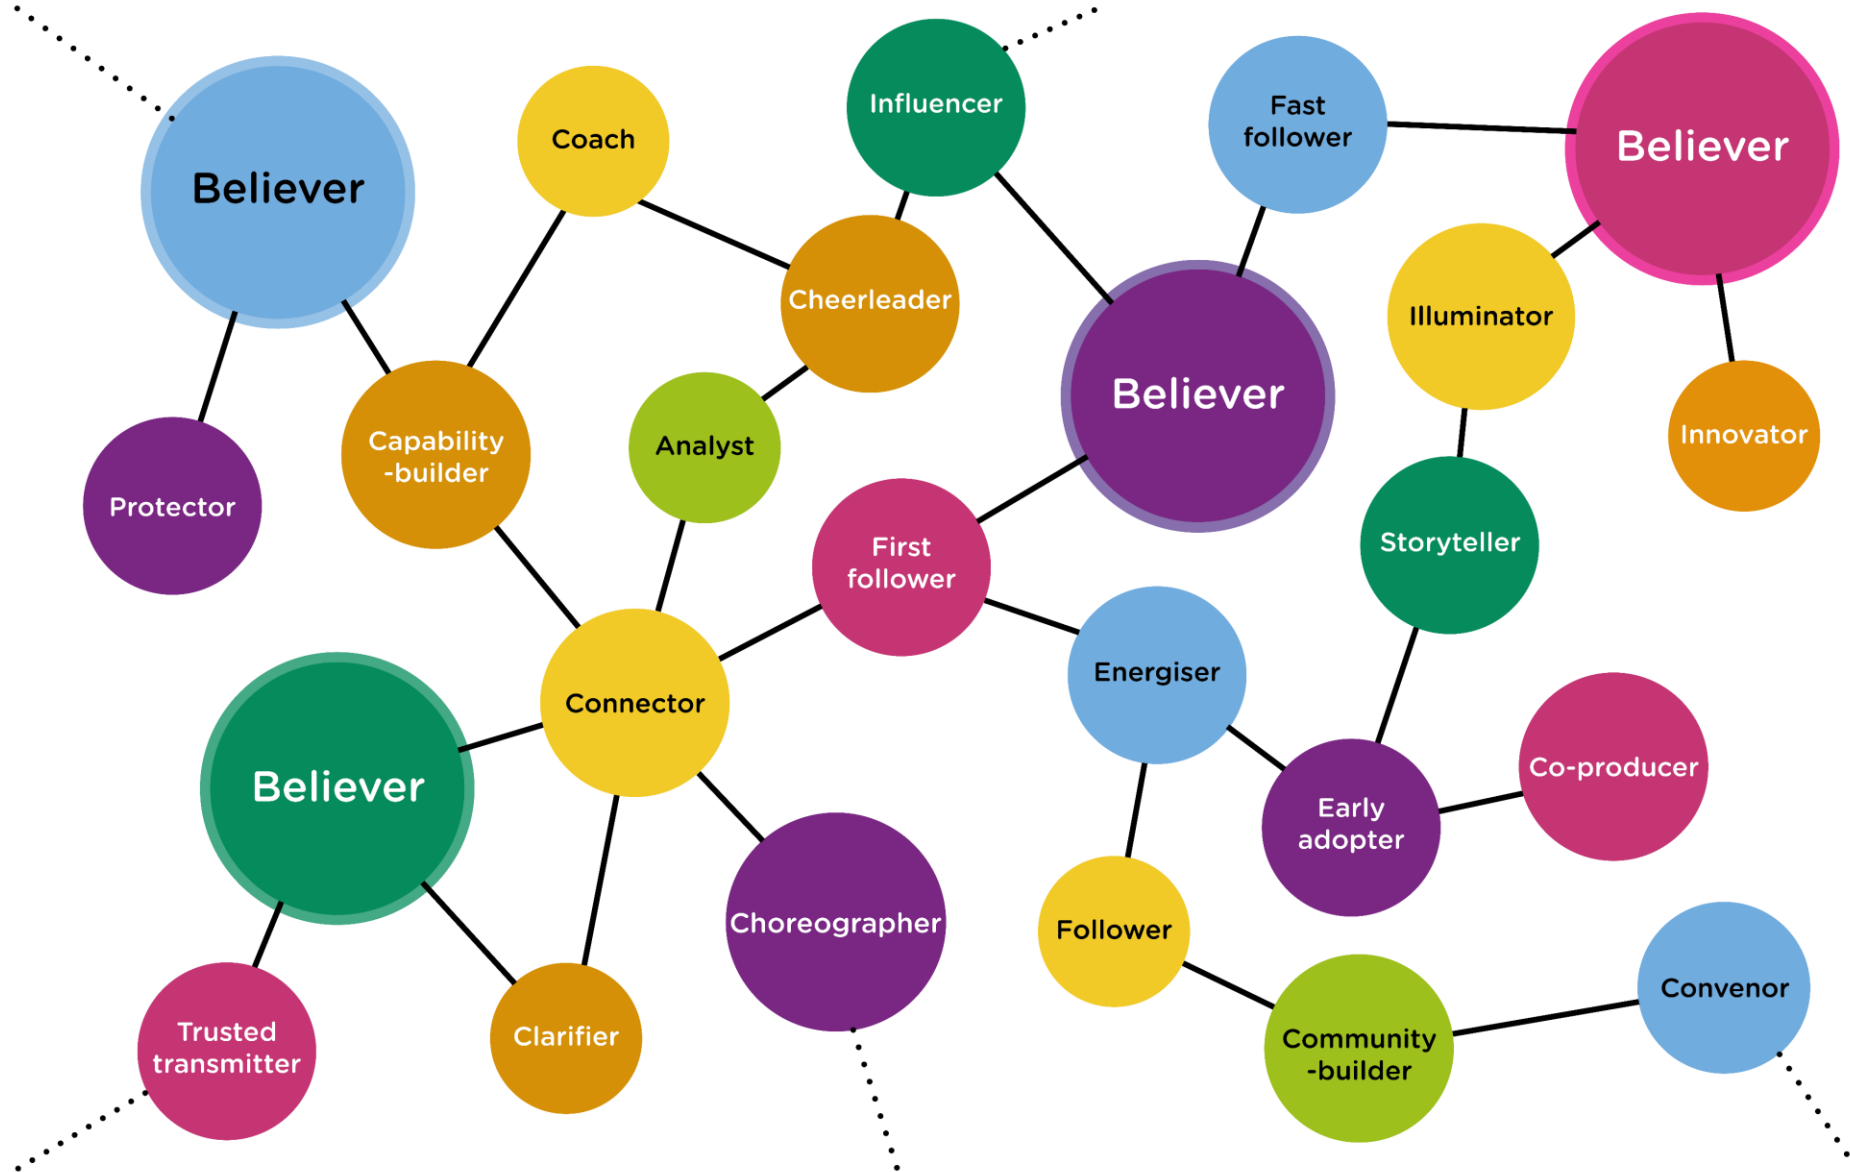 Influencer
Fast
follower
Believer
Coach
Believer
Cheerleader
Illuminator
Believer
Innovator
Capability
-builder
Analyst
Protector
First
follower
Storyteller
Energiser
Connector
Believer
Co-producer
Early
adopter
Choreographer
Follower
Convenor
Trusted
transmitter
Clarifier
Community
-builder